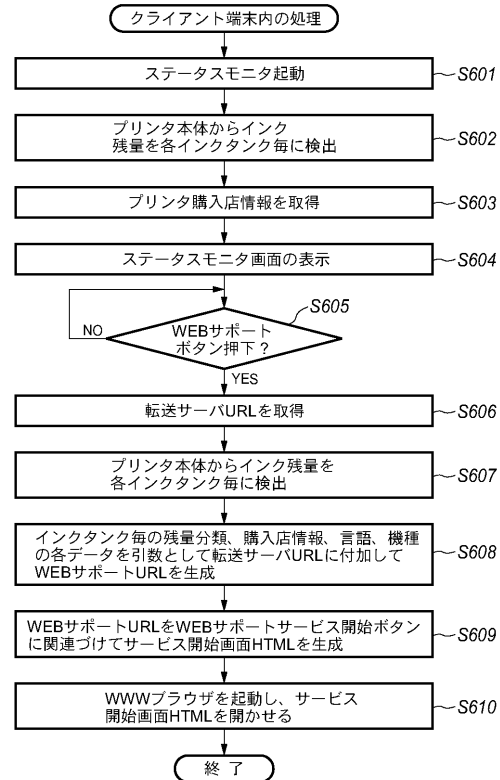 クライアント端末内の処理
ステータスモニタ起動
S601
プリンタ本体からインク
残量を各インクタンク毎に検出
S602
プリンタ購入店情報を取得
S603
ステータスモニタ画面の表示
S604
S605
WEBサポート
ボタン押下？
NO
YES
転送サーバURLを取得
S606
プリンタ本体からインク残量を
各インクタンク毎に検出
S607
インクタンク毎の残量分類、購入店情報、言語、機種
の各データを引数として転送サーバURLに付加して
WEBサポートURLを生成
S608
WEBサポートURLをWEBサポートサービス開始ボタン
に関連づけてサービス開始画面HTMLを生成
S609
WWWブラウザを起動し、サービス
開始画面HTMLを開かせる
S610
終 了